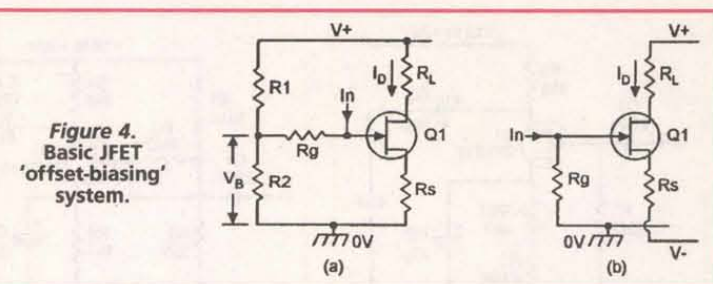 Figure 4.
Basic JFET
'offset-biasing'
system.
V+
R1
ID
RL
In
Q1
Rg
VB
R2
Rs
0V
(a)
V+
ID
RL
In
Q1
Rg
Rs
0V
V-
(b)